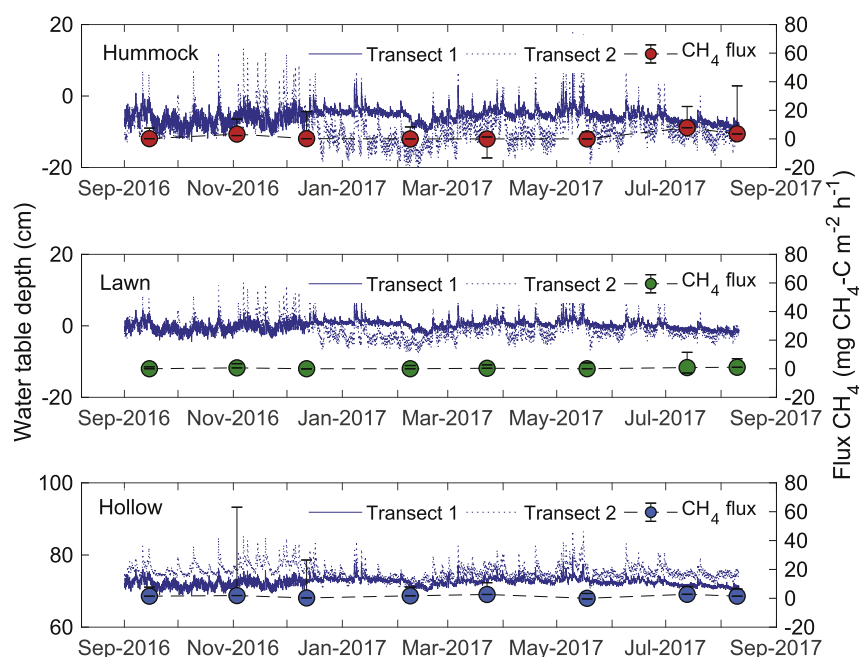 20 80
Hummock Transect 1 Transect 2 CH4 flux 60
40
0 20
0
-20 -20
Sep-2016 Nov-2016 Jan-2017 Mar-2017 May-2017 Jul-2017 Sep-2017
Water table depth (cm)
Flux CH4 (mg CH4-C m-2 h-1)
20 80
Lawn Transect 1 Transect 2 CH4 flux 60
40
0 20
0
-20 -20
Sep-2016 Nov-2016 Jan-2017 Mar-2017 May-2017 Jul-2017 Sep-2017
100 80
Hollow Transect 1 Transect 2 CH4 flux 60
40
80 20
0
60 -20
Sep-2016 Nov-2016 Jan-2017 Mar-2017 May-2017 Jul-2017 Sep-2017